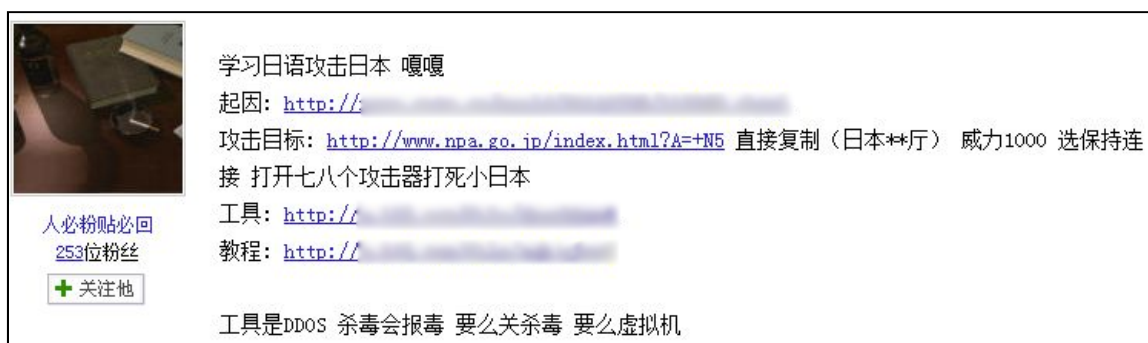 学习日语攻击日本 嘎嘎
起因: http://
攻击目标: http://www.npa.go.jp/index.html?A=+N5 直接复制（日本**厅） 威力1000 选保持连
接 打开七八个攻击器打死小日本
工具: http://
教程: http://
人必粉贴必回
253位粉丝
关注他
工具是DDOS 杀毒会报毒 要么关杀毒 要么虚拟机